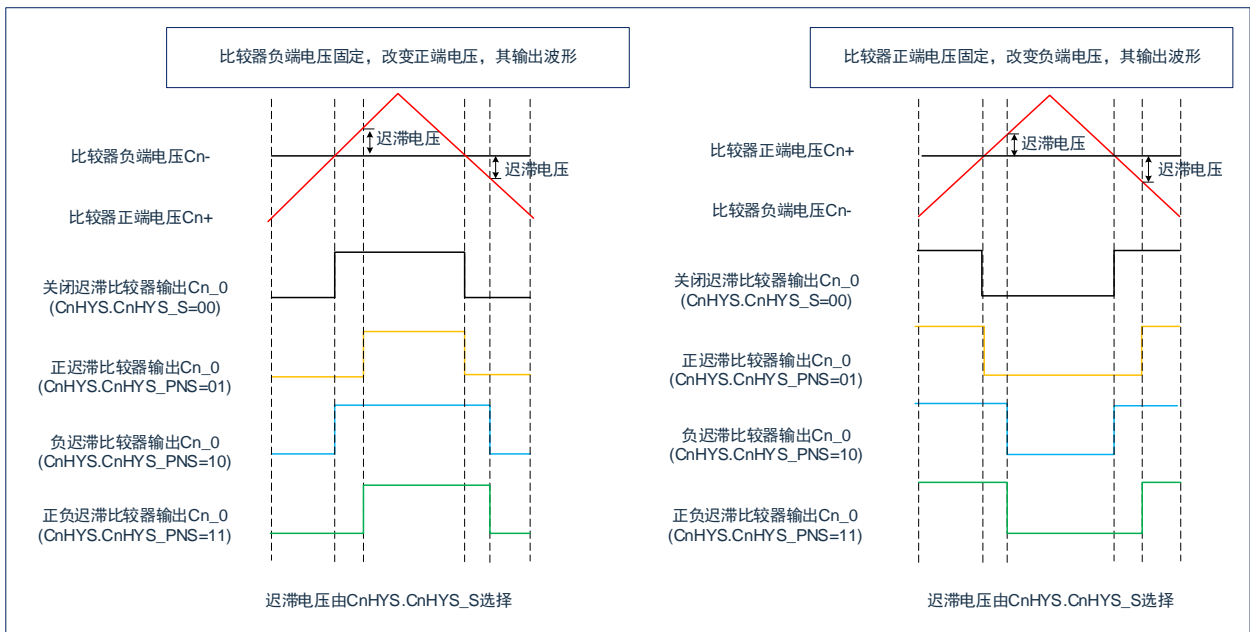 比较器负端电压固定，改变正端电压，其输出波形
迟滞电压
迟滞电压
比较器负端电压Cn-
比较器正端电压Cn+
关闭迟滞比较器输出Cn_0
(CnHYS.CnHYS_S=00)
正迟滞比较器输出Cn_0
(CnHYS.CnHYS_PNS=01)
负迟滞比较器输出Cn_0
(CnHYS.CnHYS_PNS=10)
正负迟滞比较器输出Cn_0
(CnHYS.CnHYS_PNS=11)
迟滞电压由CnHYS.CnHYS_S选择
比较器正端电压固定，改变负端电压，其输出波形
迟滞电压
迟滞电压
比较器正端电压Cn+
比较器负端电压Cn-
关闭迟滞比较器输出Cn_0
(CnHYS.CnHYS_S=00)
正迟滞比较器输出Cn_0
(CnHYS.CnHYS_PNS=01)
负迟滞比较器输出Cn_0
(CnHYS.CnHYS_PNS=10)
正负迟滞比较器输出Cn_0
(CnHYS.CnHYS_PNS=11)
迟滞电压由CnHYS.CnHYS_S选择